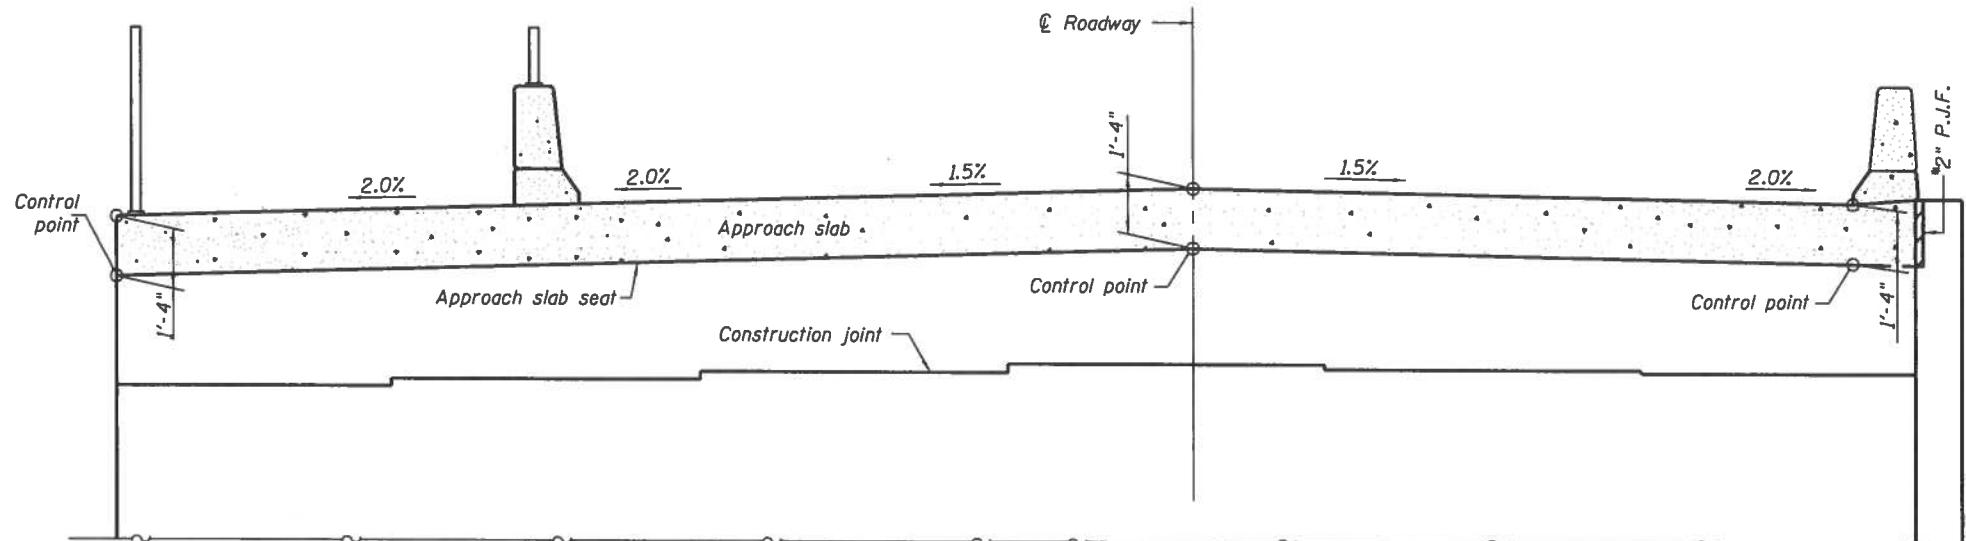 ℄ Roadway
*2" P.J.F.
1'-4"
2.0%
2.0%
1.5%
1.5%
2.0%
Control
point
Approach slab
1'-4"
Approach slab seat
Control point
Control point
1'-4"
Construction joint